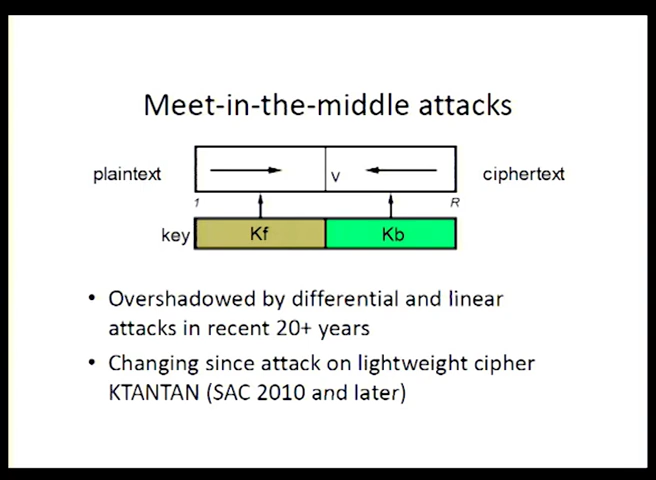 Meet-in-the-middle attacks
plaintext
v
ciphertext
1
R
key
Kf
Kb
• Overshadowed by differential and linear
attacks in recent 20+ years
• Changing since attack on lightweight cipher
KTANTAN (SAC 2010 and later)